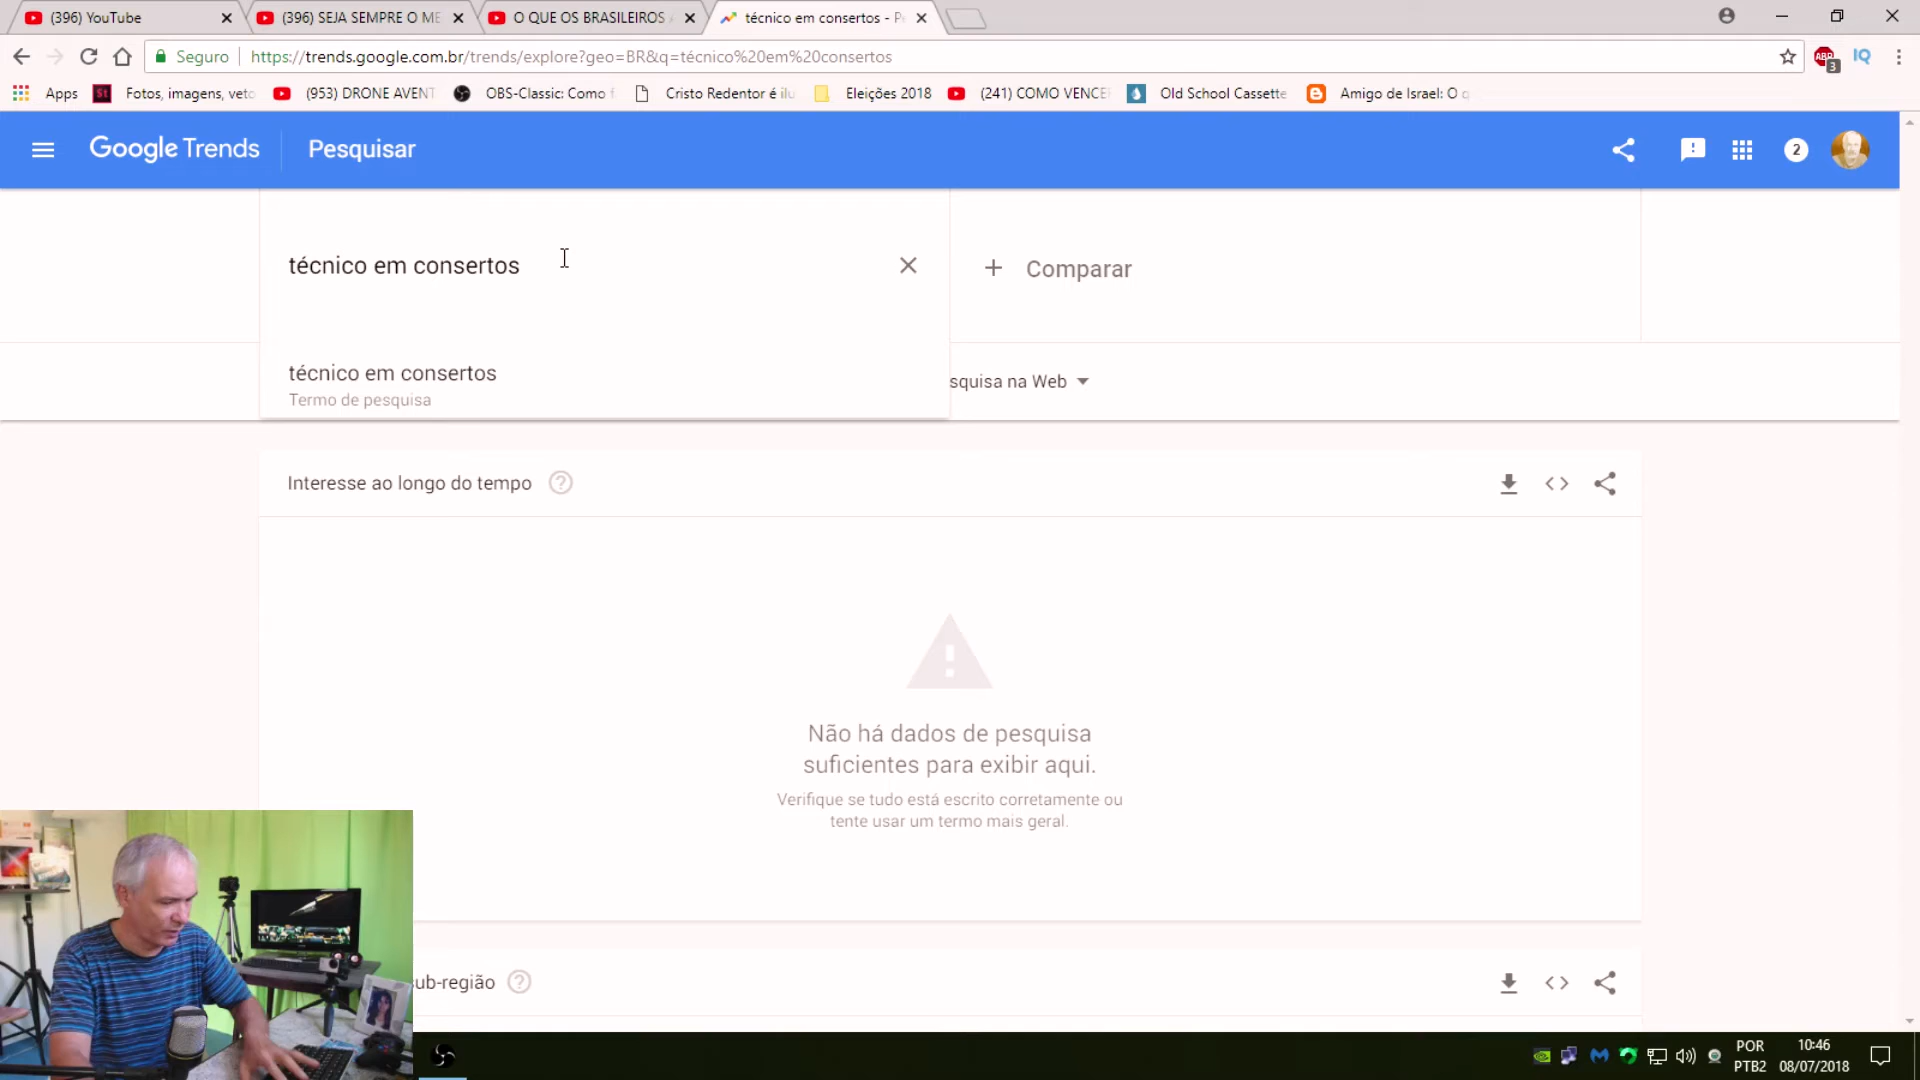 (396) YouTube
(396) SEJA SEMPRE O ME
O QUE OS BRASILEIROS
técnico em consertos - P
Seguro
https://trends.google.com.br/trends/explore?geo=BR&q=técnico%20em%20consertos
ABP
3
IQ
Apps
St
Fotos, imagens, veto
(953) DRONE AVENT
OBS-Classic: Como
Cristo Redentor é ilu
Eleições 2018
(241) COMO VENCE
Old School Cassette
Amigo de Israel: O q
Google Trends
Pesquisar
2
técnico em consertos
Comparar
técnico em consertos
Termo de pesquisa
squisa na Web
Interesse ao longo do tempo
Não há dados de pesquisa
suficientes para exibir aqui.
Verifique se tudo está escrito corretamente ou
tente usar um termo mais geral.
ub-região
POR
PTB2
10:46
08/07/2018